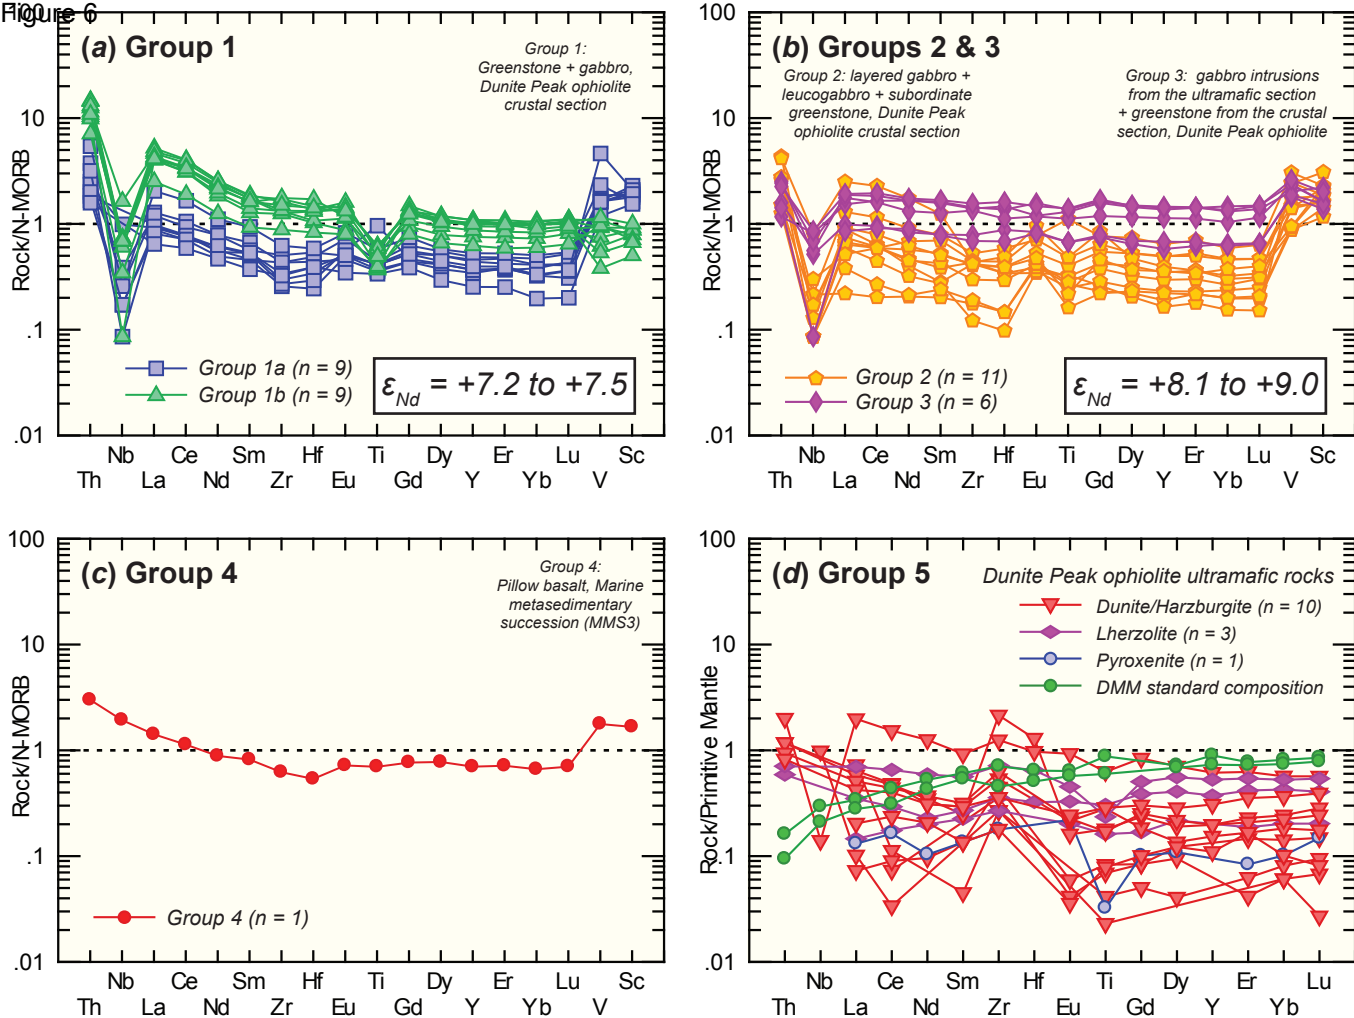 Figure 6
(a) Group 1
Group 1:
Greenstone + gabbro,
Dunite Peak ophiolite
crustal section
100
10
1
.1
.01
Rock/N-MORB
Group 1a (n = 9)
Group 1b (n = 9)
εNd = +7.2 to +7.5
Nb Ce Sm Hf Ti Dy Er Lu Sc
Th La Nd Zr Eu Gd Y Yb V
(b) Groups 2 & 3
Group 2: layered gabbro +
leucogabbro + subordinate
greenstone, Dunite Peak
ophiolite crustal section
Group 3: gabbro intrusions
from the ultramafic section
+ greenstone from the crustal
section, Dunite Peak ophiolite
100
10
1
.1
.01
Rock/N-MORB
Group 2 (n = 11)
Group 3 (n = 6)
εNd = +8.1 to +9.0
Nb Ce Sm Hf Ti Dy Er Lu Sc
Th La Nd Zr Eu Gd Y Yb V
(c) Group 4
Group 4:
Pillow basalt, Marine
metasedimentary
succession (MMS3)
100
10
1
.1
.01
Rock/N-MORB
Group 4 (n = 1)
Nb Ce Sm Hf Ti Dy Er Lu Sc
Th La Nd Zr Eu Gd Y Yb V
(d) Group 5
Dunite Peak ophiolite ultramafic rocks
Dunite/Harzburgite (n = 10)
Lherzolite (n = 3)
Pyroxenite (n = 1)
DMM standard composition
100
10
1
.1
.01
Rock/Primitive Mantle
Nb Ce Sm Hf Ti Dy Er Lu
Th La Nd Zr Eu Gd Y Yb